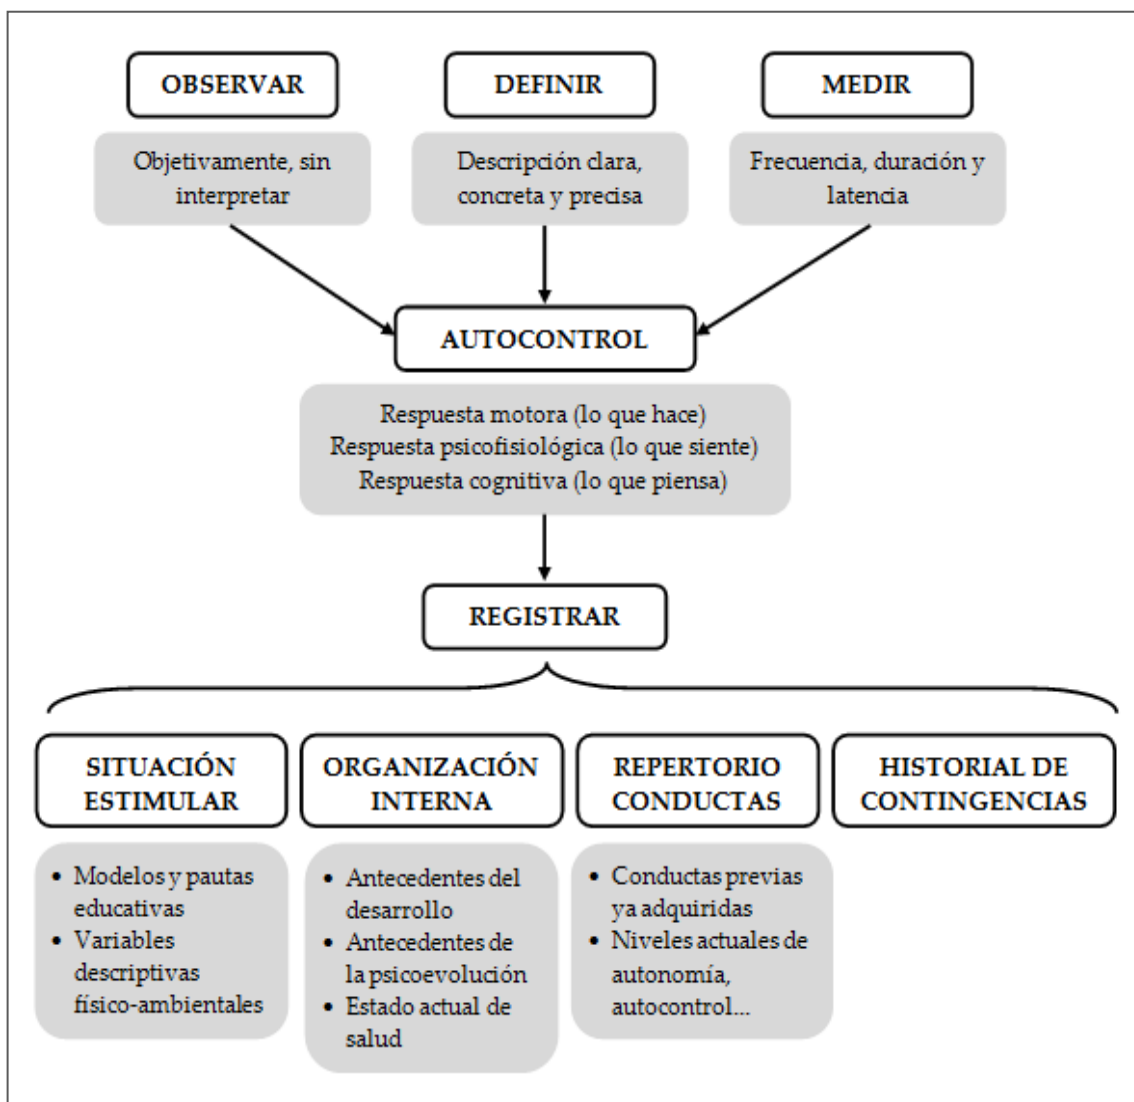 OBSERVAR
Objetivamente, sin
interpretar
DEFINIR
Descripción clara,
concreta y precisa
MEDIR
Frecuencia, duración y
latencia
AUTOCONTROL
Respuesta motora (lo que hace)
Respuesta psicofisiológica (lo que siente)
Respuesta cognitiva (lo que piensa)
REGISTRAR
SITUACIÓN
ESTIMULAR
• Modelos y pautas
educativas
• Variables
descriptivas
físico-ambientales
ORGANIZACIÓN
INTERNA
• Antecedentes del
desarrollo
• Antecedentes de
la psicoevolución
• Estado actual de
salud
REPERTORIO
CONDUCTAS
• Conductas previas
ya adquiridas
• Niveles actuales de
autonomía,
autocontrol...
HISTORIAL DE
CONTINGENCIAS